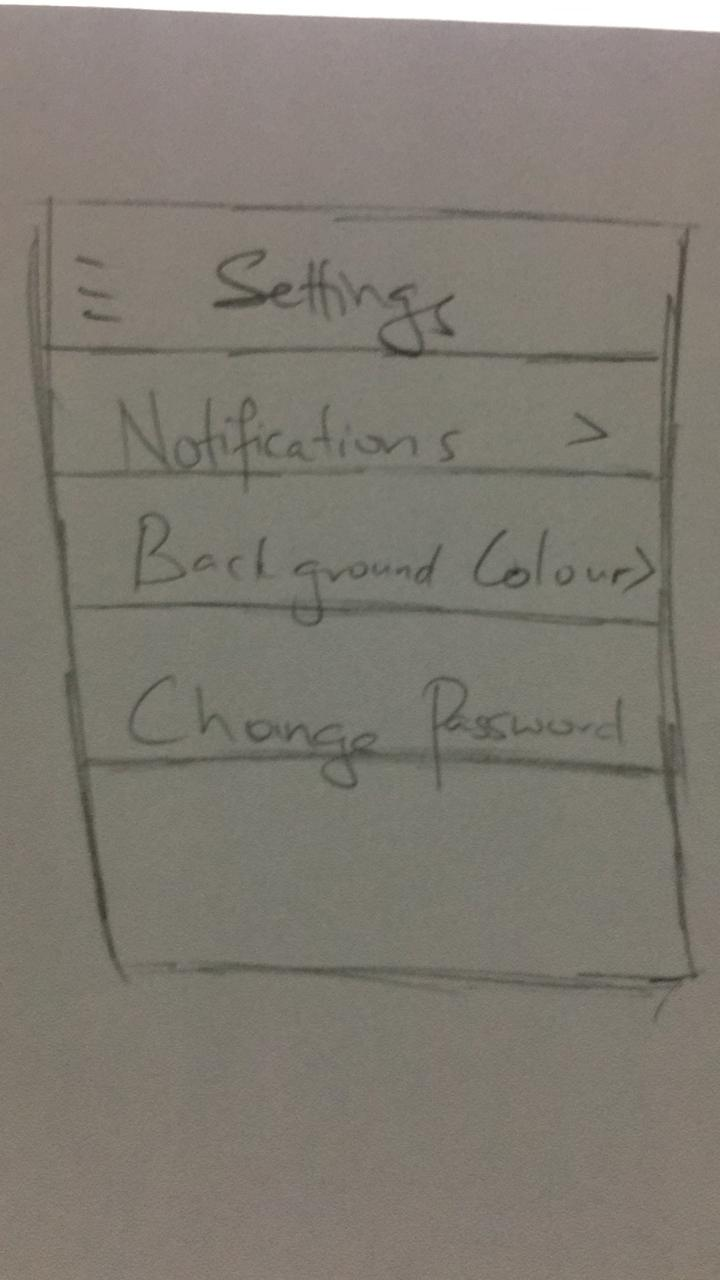 Settings
Notifications >
Background Colour >
Change Password